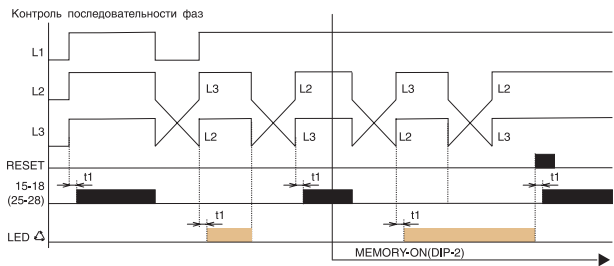 Контроль последовательности фаз
L1
L2
L3
L2
L3
L2
L3
L2
L3
L2
L3
RESET
t1
t1
15-18
(25-28)
t1
t1
t1
LED
MEMORY-ON(DIP-2)